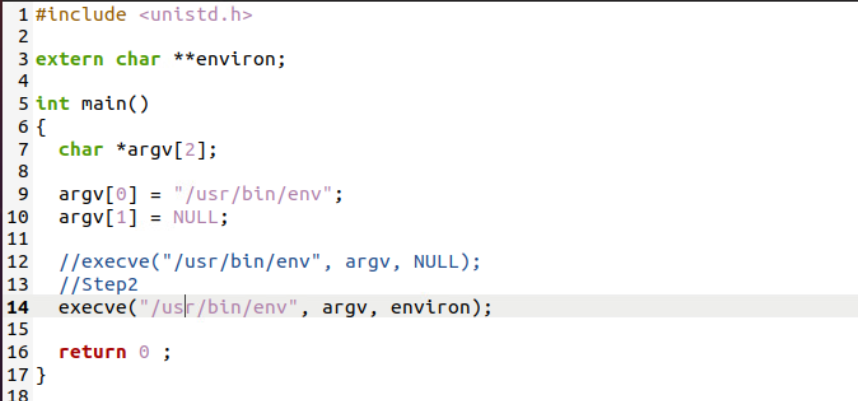 1 #include <unistd.h>
2
3 extern char **environ;
4
5 int main()
6 {
7   char *argv[2];
8
9   argv[0] = "/usr/bin/env";
10   argv[1] = NULL;
11
12   //execve("/usr/bin/env", argv, NULL);
13   //Step2
14   execve("/usr/bin/env", argv, environ);
15
16   return 0 ;
17 }
18